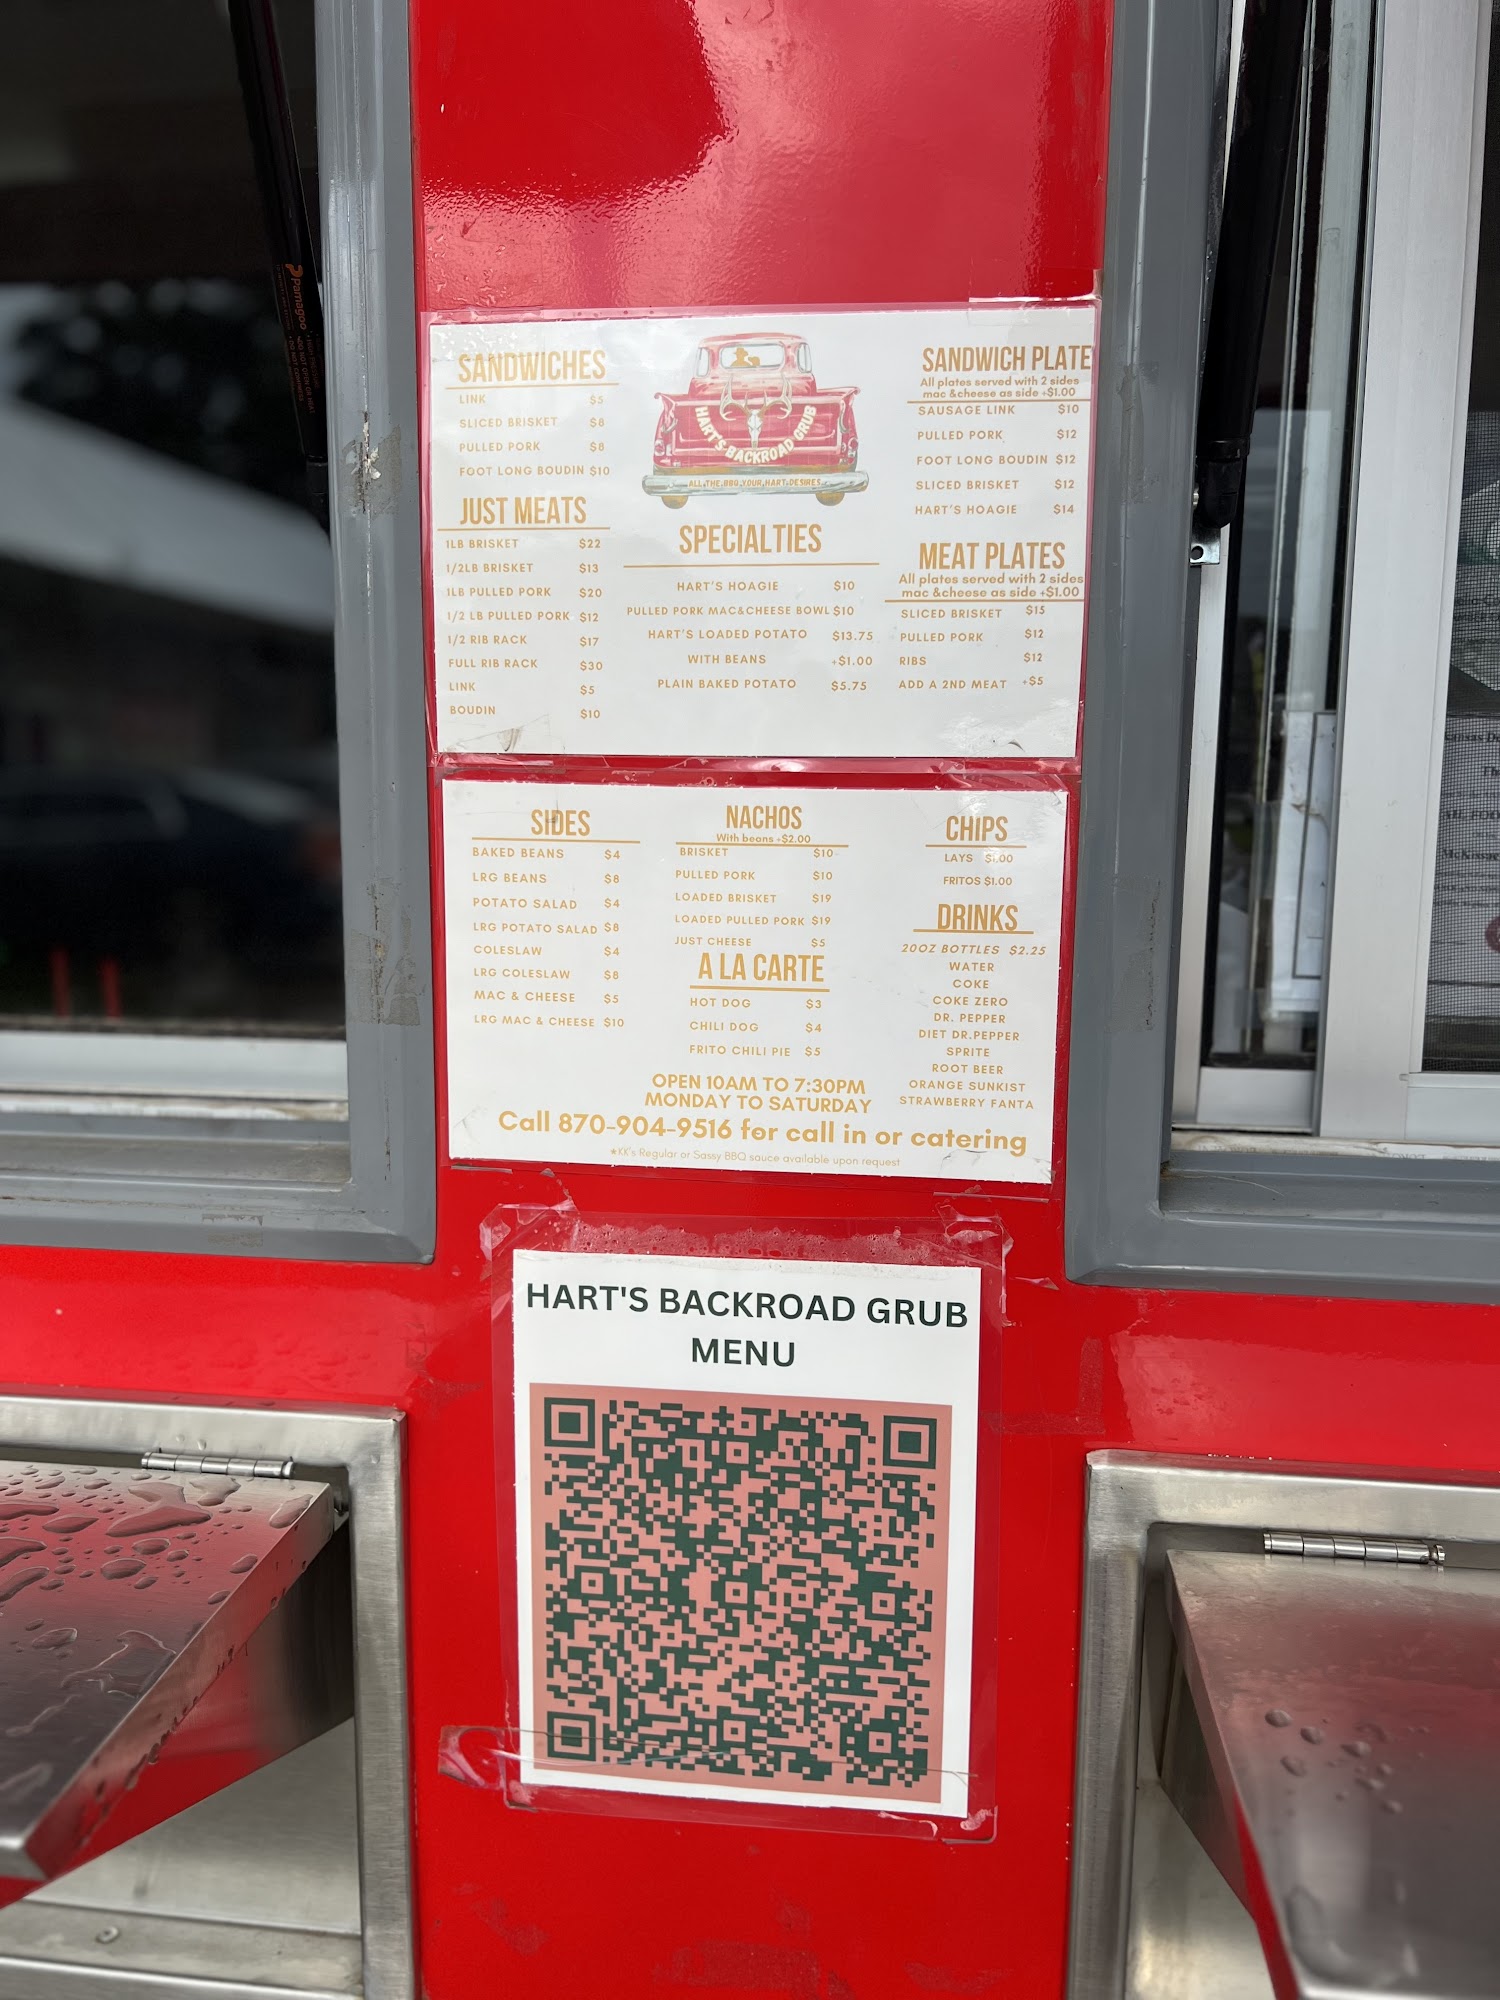 Pamagoo
HART'S BACKROAD GRUB
ALL THE BBQ YOUR HART DESIRES
SANDWICHES
LINK $5
SLICED BRISKET $8
PULLED PORK $8
FOOT LONG BOUDIN $10
JUST MEATS
1LB BRISKET $22
1/2LB BRISKET $13
1LB PULLED PORK $20
1/2 LB PULLED PORK $12
1/2 RIB RACK $17
FULL RIB RACK $30
LINK $5
BOUDIN $10
SPECIALTIES
HART'S HOAGIE $10
PULLED PORK MAC&CHEESE BOWL $10
HART'S LOADED POTATO $13.75
WITH BEANS +$1.00
PLAIN BAKED POTATO $5.75
SANDWICH PLATE
All plates served with 2 sides
mac &cheese as side +$1.00
SAUSAGE LINK $10
PULLED PORK $12
FOOT LONG BOUDIN $12
SLICED BRISKET $12
HART'S HOAGIE $14
MEAT PLATES
All plates served with 2 sides
mac &cheese as side +$1.00
SLICED BRISKET $15
PULLED PORK $12
RIBS $12
ADD A 2ND MEAT +$5
SIDES
BAKED BEANS $4
LRG BEANS $8
POTATO SALAD $4
LRG POTATO SALAD $8
COLESLAW $4
LRG COLESLAW $8
MAC & CHEESE $5
LRG MAC & CHEESE $10
NACHOS
With beans +$2.00
BRISKET $10
PULLED PORK $10
LOADED BRISKET $19
LOADED PULLED PORK $19
JUST CHEESE $5
A LA CARTE
HOT DOG $3
CHILI DOG $4
FRITO CHILI PIE $5
CHIPS
LAYS
FRITOS $1.00
DRINKS
20OZ BOTTLES $2.25
WATER
COKE
COKE ZERO
DR. PEPPER
DIET DR.PEPPER
SPRITE
ROOT BEER
ORANGE SUNKIST
STRAWBERRY FANTA
OPEN 10AM TO 7:30PM
MONDAY TO SATURDAY
Call 870-904-9516 for call in or catering
★KK's Regular or Sassy BBQ sauce available upon request
HART'S BACKROAD GRUB
MENU